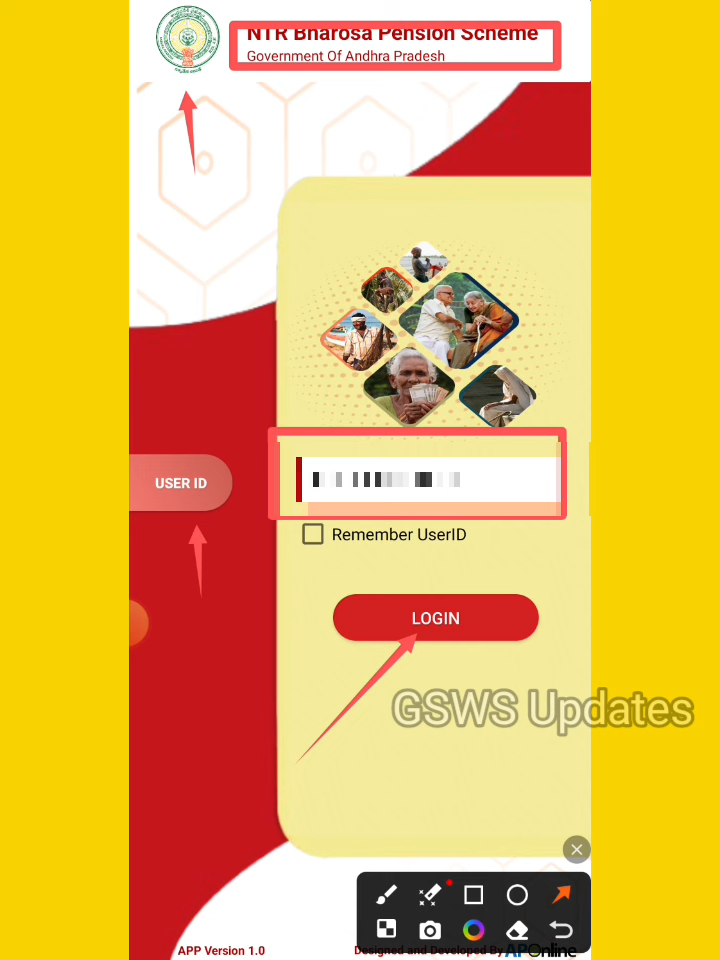 NTR Bharosa Pension Scheme
Government Of Andhra Pradesh
USER ID
Remember UserID
LOGIN
GSWS Updates
APP Version 1.0
Designed and Developed By APOnline